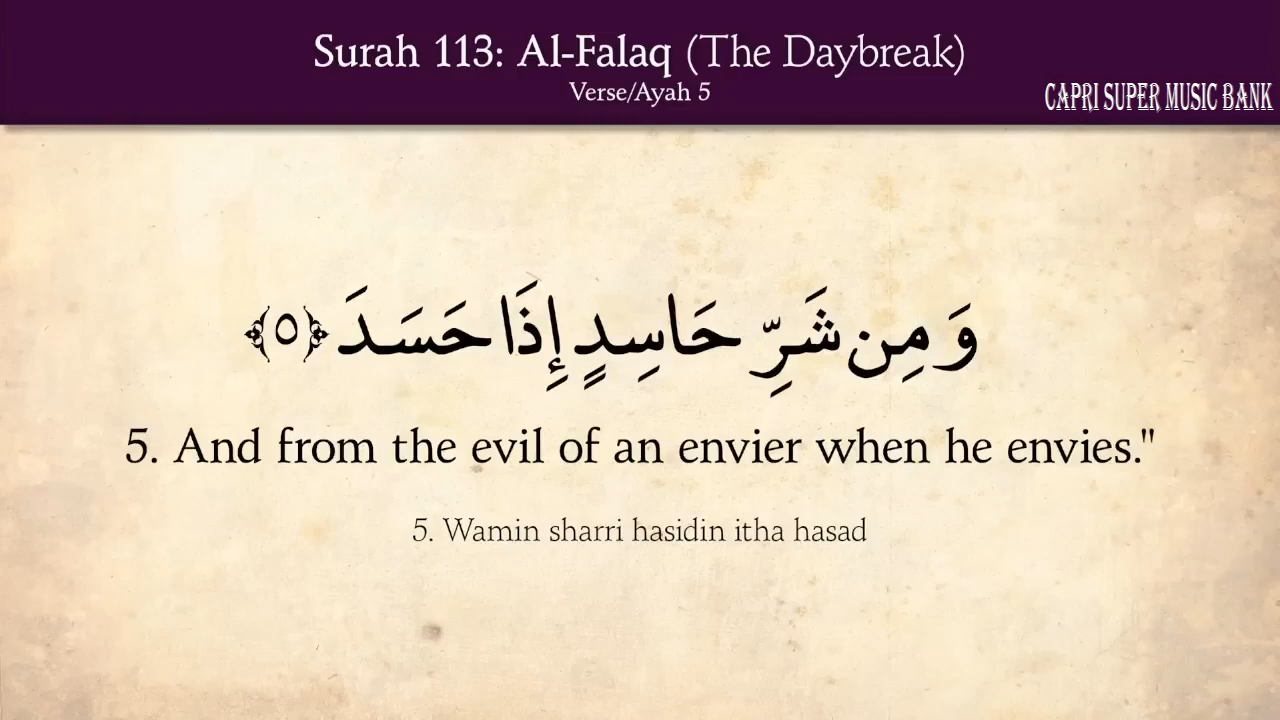 Surah 113: Al-Falaq (The Daybreak)
Verse/Ayah 5
CAPRI SUPER MUSIC BANK
وَمِن شَرِّ حَاسِدٍ إِذَا حَسَدَ ﴿٥﴾
5. And from the evil of an envier when he envies."
5. Wamin sharri hasidin itha hasad